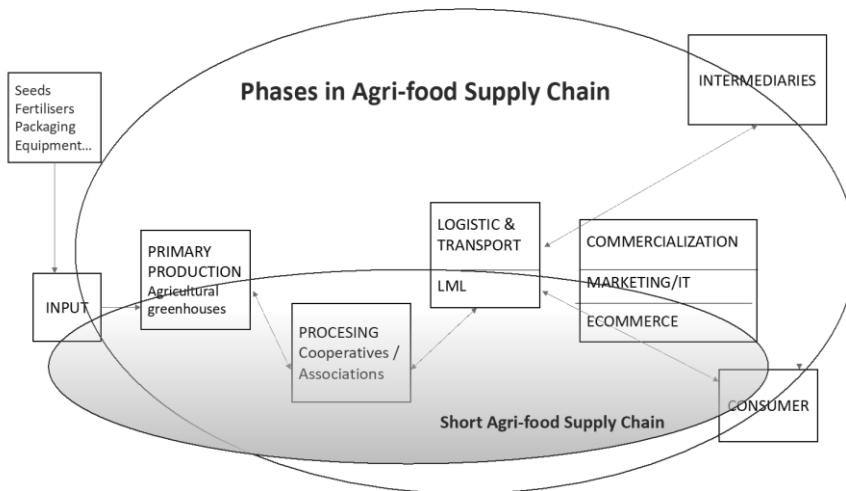 Phases in Agri-food Supply Chain
INTERMEDIARIES
Seeds
Fertilisers
Packaging
Equipment...
LOGISTIC &
TRANSPORT
LML
COMMERCIALIZATION
MARKETING/IT
ECOMMERCE
PRIMARY
PRODUCTION
Agricultural
greenhouses
INPUT
PROCESING
Cooperatives /
Associations
CONSUMER
Short Agri-food Supply Chain